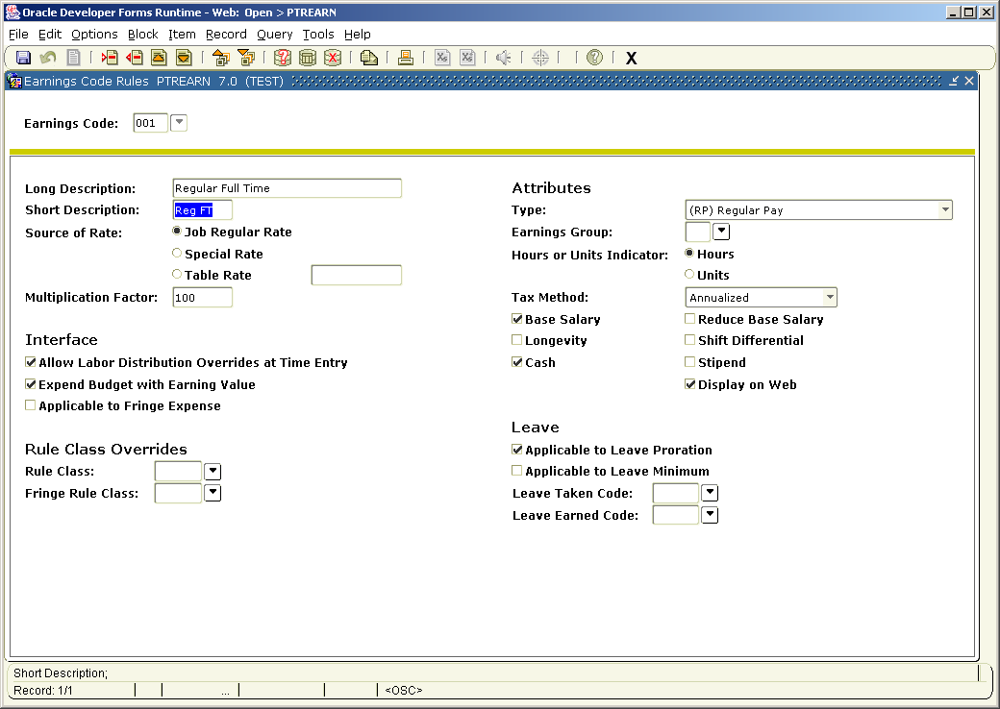 Oracle Developer Forms Runtime - Web: Open > PTREARN
File Edit Options Block Item Record Query Tools Help
X
Earnings Code Rules PTREARN 7.0 (TEST)
Earnings Code: 001
Long Description: Regular Full Time
Short Description: Reg FT
Source of Rate: Job Regular Rate
Special Rate
Table Rate
Multiplication Factor: 100
Interface
Allow Labor Distribution Overrides at Time Entry
Expend Budget with Earning Value
Applicable to Fringe Expense
Rule Class Overrides
Rule Class:
Fringe Rule Class:
Attributes
Type: (RP) Regular Pay
Earnings Group:
Hours or Units Indicator: Hours
Units
Tax Method: Annualized
Base Salary Reduce Base Salary
Longevity Shift Differential
Cash Stipend
Display on Web
Leave
Applicable to Leave Proration
Applicable to Leave Minimum
Leave Taken Code:
Leave Earned Code:
Short Description;
Record: 1/1 ... <OSC>